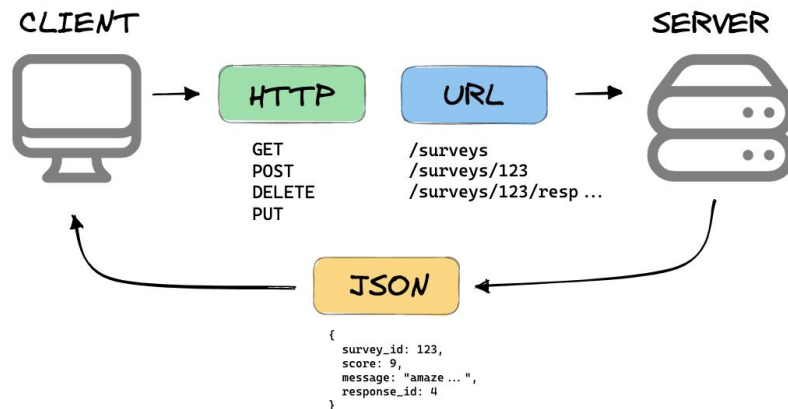 CLIENT
SERVER
HTTP
URL
GET
POST
DELETE
PUT
/surveys
/surveys/123
/surveys/123/resp...
JSON
{
survey_id: 123,
score: 9,
message: "amaze...",
response_id: 4
}